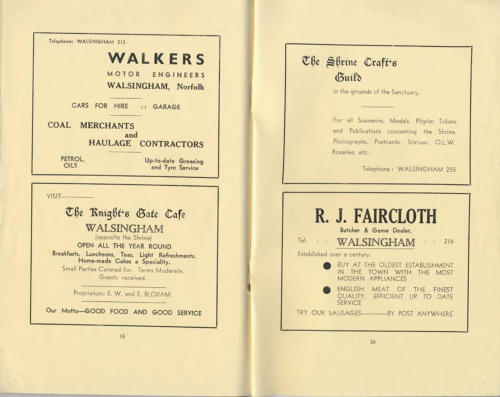 Telephone: WALSINGHAM 213.
WALKERS
MOTOR ENGINEERS
WALSINGHAM, Norfolk
CARS FOR HIRE :: GARAGE
COAL MERCHANTS
and
HAULAGE CONTRACTORS
PETROL, Up-to-date Greasing
OILS and Tyre Service
VISIT—
The Knight's Gate Cafe
WALSINGHAM
(opposite the Shrine)
OPEN ALL THE YEAR ROUND
Breakfasts, Luncheons, Teas, Light Refreshments.
Home-made Cakes a Speciality.
Small Parties Catered for. Terms Moderate.
Guests received.
Proprietors: E. W. and E. BLOXAM.
Our Motto—GOOD FOOD AND GOOD SERVICE
35
The Shrine Craft's
Guild
in the grounds of the Sanctuary.
For all Souvenirs, Medals, Pilgrim Tokens
and Publications concerning the Shrine.
Photographs, Postcards, Statues, O.L.W.,
Rosaries, etc.
Telephone: WALSINGHAM 255
R. J. FAIRCLOTH
Butcher & Game Dealer,
Tel. : : WALSINGHAM : : 216
Established over a century.
● BUY AT THE OLDEST ESTABLISHMENT
IN THE TOWN WITH THE MOST
MODERN APPLIANCES
● ENGLISH MEAT OF THE FINEST
QUALITY. EFFICIENT UP TO DATE
SERVICE
TRY OUR SAUSAGES——BY POST ANYWHERE
36